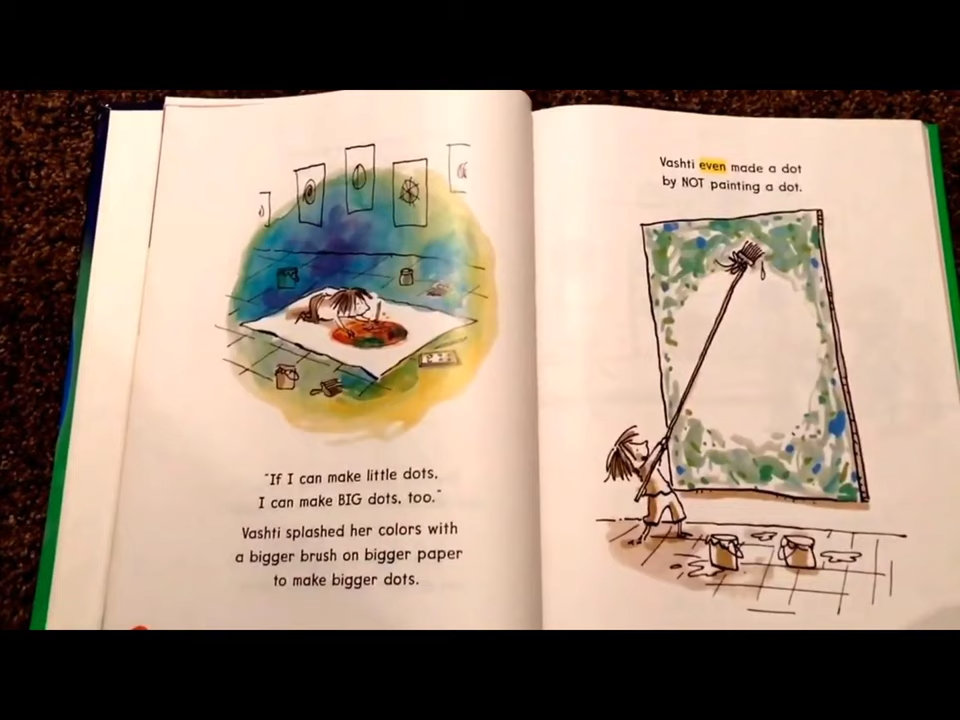 "If I can make little dots,
I can make BIG dots, too."
Vashti splashed her colors with
a bigger brush on bigger paper
to make bigger dots.
Vashti even made a dot
by NOT painting a dot.